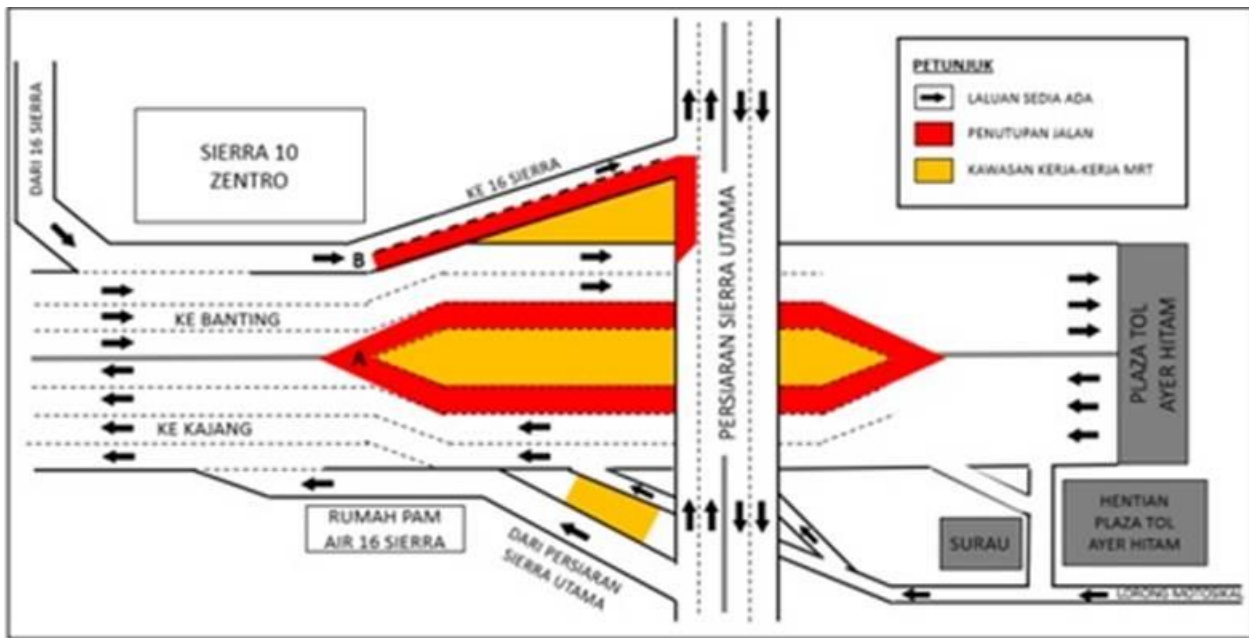 DARI 16 SIERRA
SIERRA 10
ZENTRO
KE 16 SIERRA
PETUNJUK
LALUAN SEDIA ADA
PENUTUPAN JALAN
KAWASAN KERJA-KERJA MRT
B
KE BANTING
A
KE KAJANG
PERSIARAN SIERRA UTAMA
PLAZA TOL
AYER HITAM
RUMAH PAM
AIR 16 SIERRA
DARI PERSIARAN
SIERRA UTAMA
SURAU
HENTIAN
PLAZA TOL
AYER HITAM
LORONG MOTOSIKAL